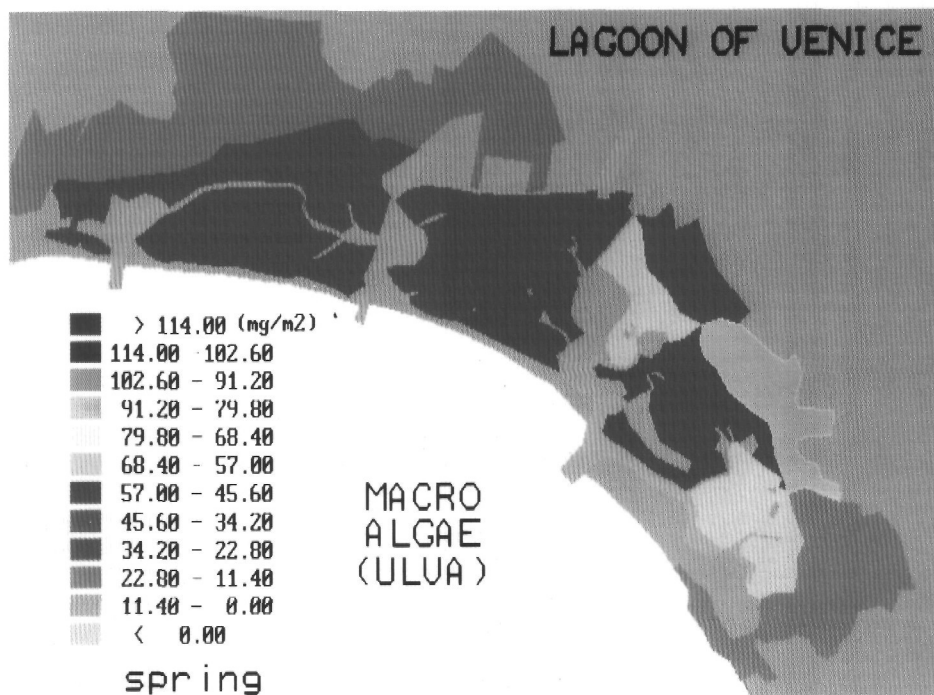 LAGOON OF VENICE
> 114.00 (mg/m2)
114.00 - 102.60
102.60 - 91.20
91.20 - 79.80
79.80 - 68.40
68.40 - 57.00
57.00 - 45.60
45.60 - 34.20
34.20 - 22.80
22.80 - 11.40
11.40 - 0.00
< 0.00
spring
MACRO
ALGAE
(ULVA)